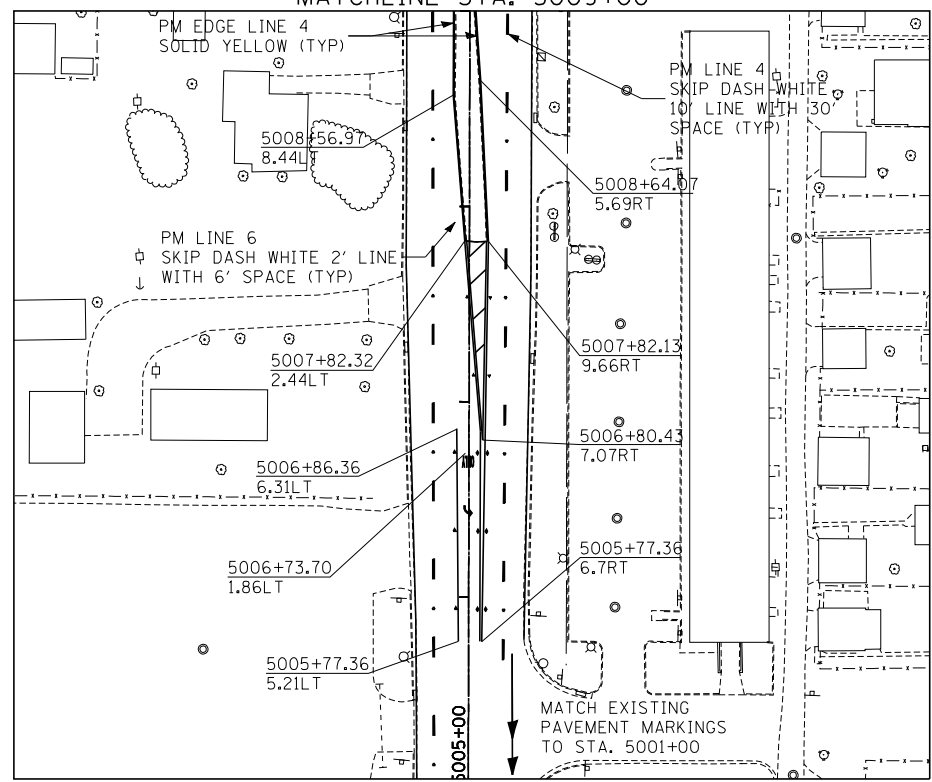 MATCHLINE STA. 5009+00
PM EDGE LINE 4
SOLID YELLOW (TYP)
PM LINE 4
SKIP DASH WHITE
10' LINE WITH 30'
SPACE (TYP)
5008+56.97
8.44LT
5008+64.07
5.69RT
PM LINE 6
SKIP DASH WHITE 2' LINE
WITH 6' SPACE (TYP)
5007+82.32
2.44LT
5007+82.13
9.66RT
5006+86.36
6.31LT
5006+80.43
7.07RT
5006+73.70
1.86LT
5005+77.36
6.7RT
5005+77.36
5.21LT
5005+00
MATCH EXISTING
PAVEMENT MARKINGS
TO STA. 5001+00